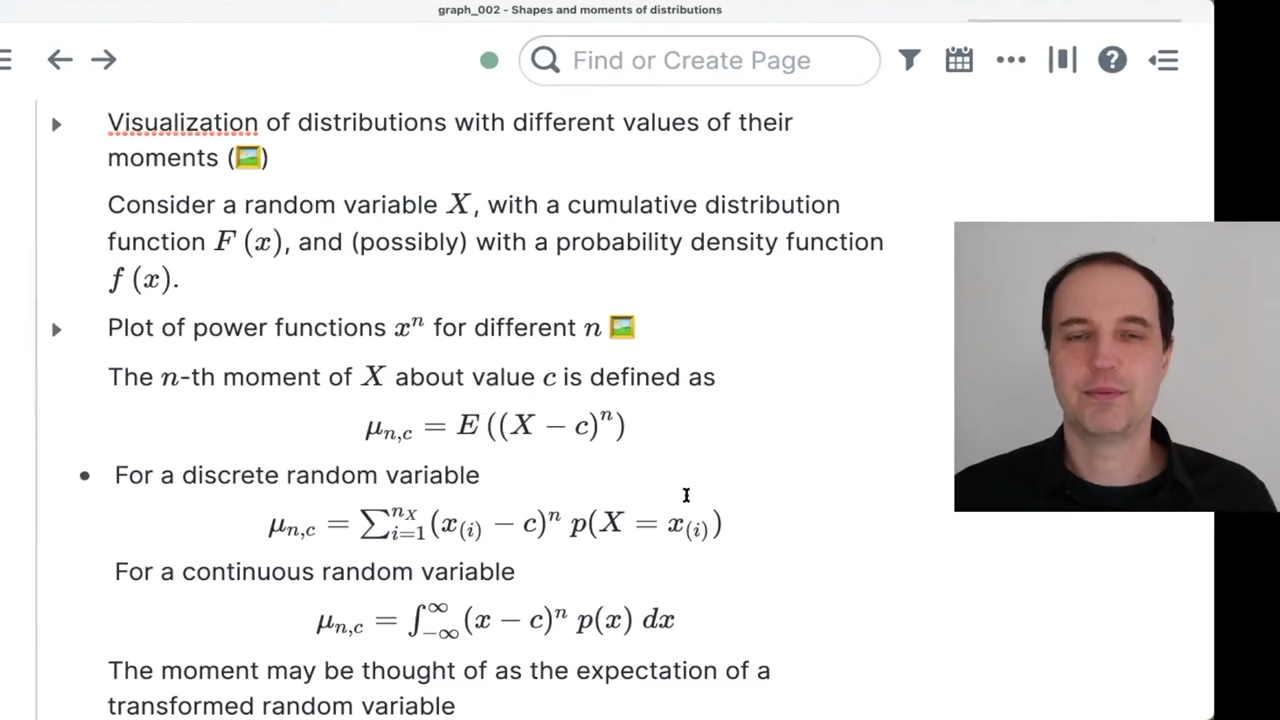 graph_002 - Shapes and moments of distributions
Find or Create Page
Visualization of distributions with different values of their
moments (🖼️)
Consider a random variable X, with a cumulative distribution
function F (x), and (possibly) with a probability density function
f (x).
Plot of power functions xⁿ for different n 🖼️
The n-th moment of X about value c is defined as
μ_{n,c} = E ((X − c)ⁿ)
• For a discrete random variable
μ_{n,c} = ∑_{i=1}^{n_X} (x_{(i)} − c)ⁿ p(X = x_{(i)})
For a continuous random variable
μ_{n,c} = ∫_{−∞}^{∞} (x − c)ⁿ p(x) dx
The moment may be thought of as the expectation of a
transformed random variable